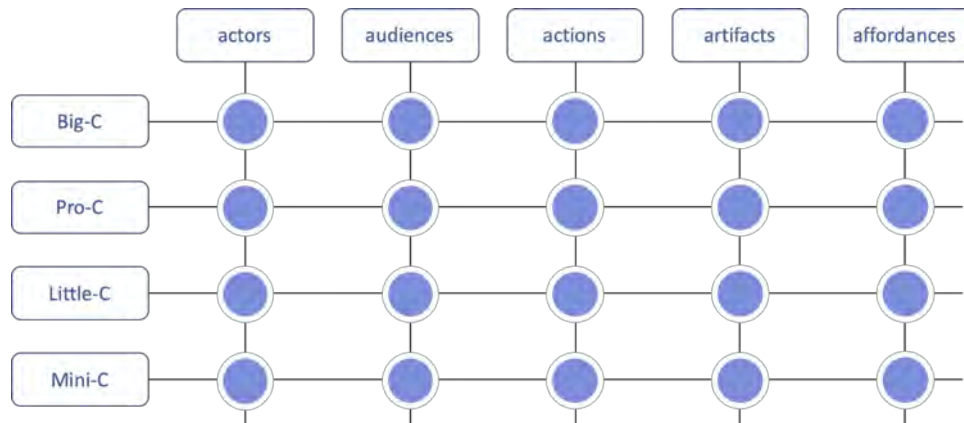 actors
audiences
actions
artifacts
affordances
Big-C
Pro-C
Little-C
Mini-C